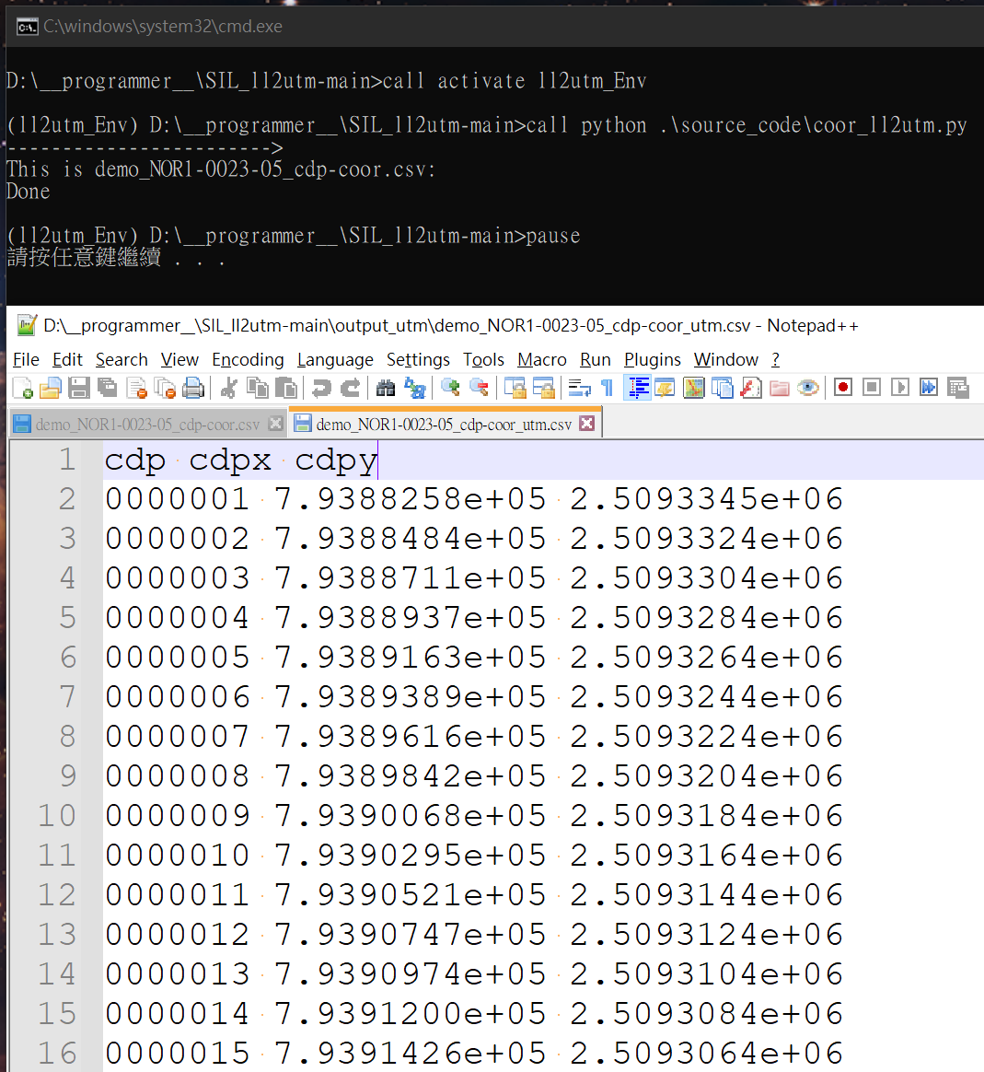 C:\windows\system32\cmd.exe
D:\__programmer__\SIL_ll2utm-main>call activate ll2utm_Env
(ll2utm_Env) D:\__programmer__\SIL_ll2utm-main>call python .\source_code\coor_ll2utm.py
------------------------>
This is demo_NOR1-0023-05_cdp-coor.csv:
Done
(ll2utm_Env) D:\__programmer__\SIL_ll2utm-main>pause
請按任意鍵繼續 . . .
D:\__programmer__\SIL_ll2utm-main\output_utm\demo_NOR1-0023-05_cdp-coor_utm.csv - Notepad++
File Edit Search View Encoding Language Settings Tools Macro Run Plugins Window ?
demo_NOR1-0023-05_cdp-coor.csv demo_NOR1-0023-05_cdp-coor_utm.csv
1 cdp cdpx cdpy
2 0000001 7.9388258e+05 2.5093345e+06
3 0000002 7.9388484e+05 2.5093324e+06
4 0000003 7.9388711e+05 2.5093304e+06
5 0000004 7.9388937e+05 2.5093284e+06
6 0000005 7.9389163e+05 2.5093264e+06
7 0000006 7.9389389e+05 2.5093244e+06
8 0000007 7.9389616e+05 2.5093224e+06
9 0000008 7.9389842e+05 2.5093204e+06
10 0000009 7.9390068e+05 2.5093184e+06
11 0000010 7.9390295e+05 2.5093164e+06
12 0000011 7.9390521e+05 2.5093144e+06
13 0000012 7.9390747e+05 2.5093124e+06
14 0000013 7.9390974e+05 2.5093104e+06
15 0000014 7.9391200e+05 2.5093084e+06
16 0000015 7.9391426e+05 2.5093064e+06